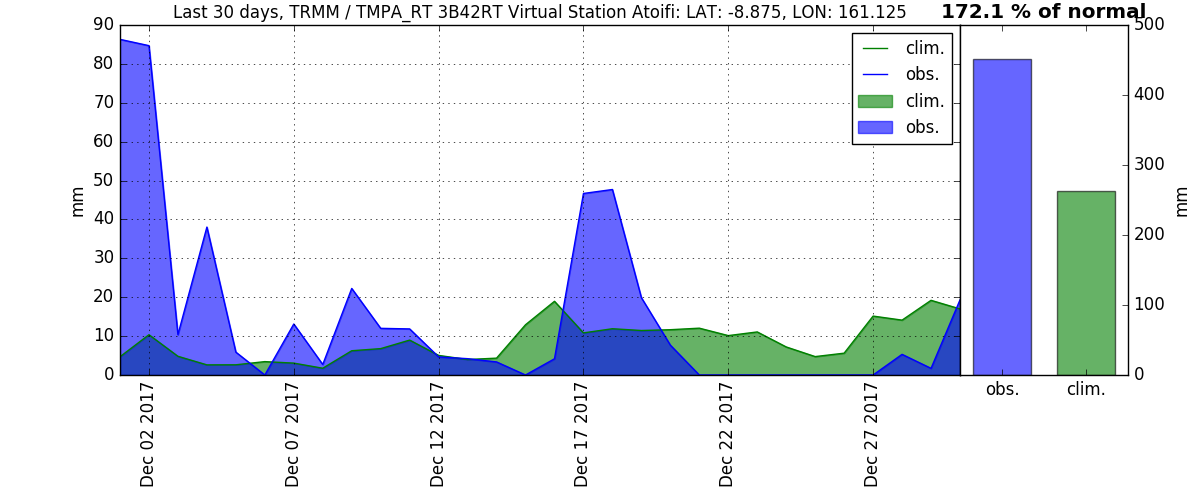 Last 30 days, TRMM / TMPA_RT 3B42RT Virtual Station Atoifi: LAT: -8.875, LON: 161.125
172.1 % of normal
90
80
70
60
50
40
30
20
10
0
mm
clim.
obs.
clim.
obs.
Dec 02 2017
Dec 07 2017
Dec 12 2017
Dec 17 2017
Dec 22 2017
Dec 27 2017
500
400
300
200
100
0
mm
obs.
clim.